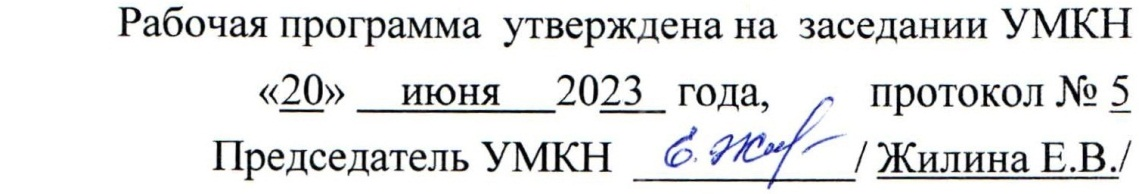 Рабочая программа утверждена на заседании УМКН
«20» июня 2023 года, протокол № 5
Председатель УМКН / Жилина Е.В./